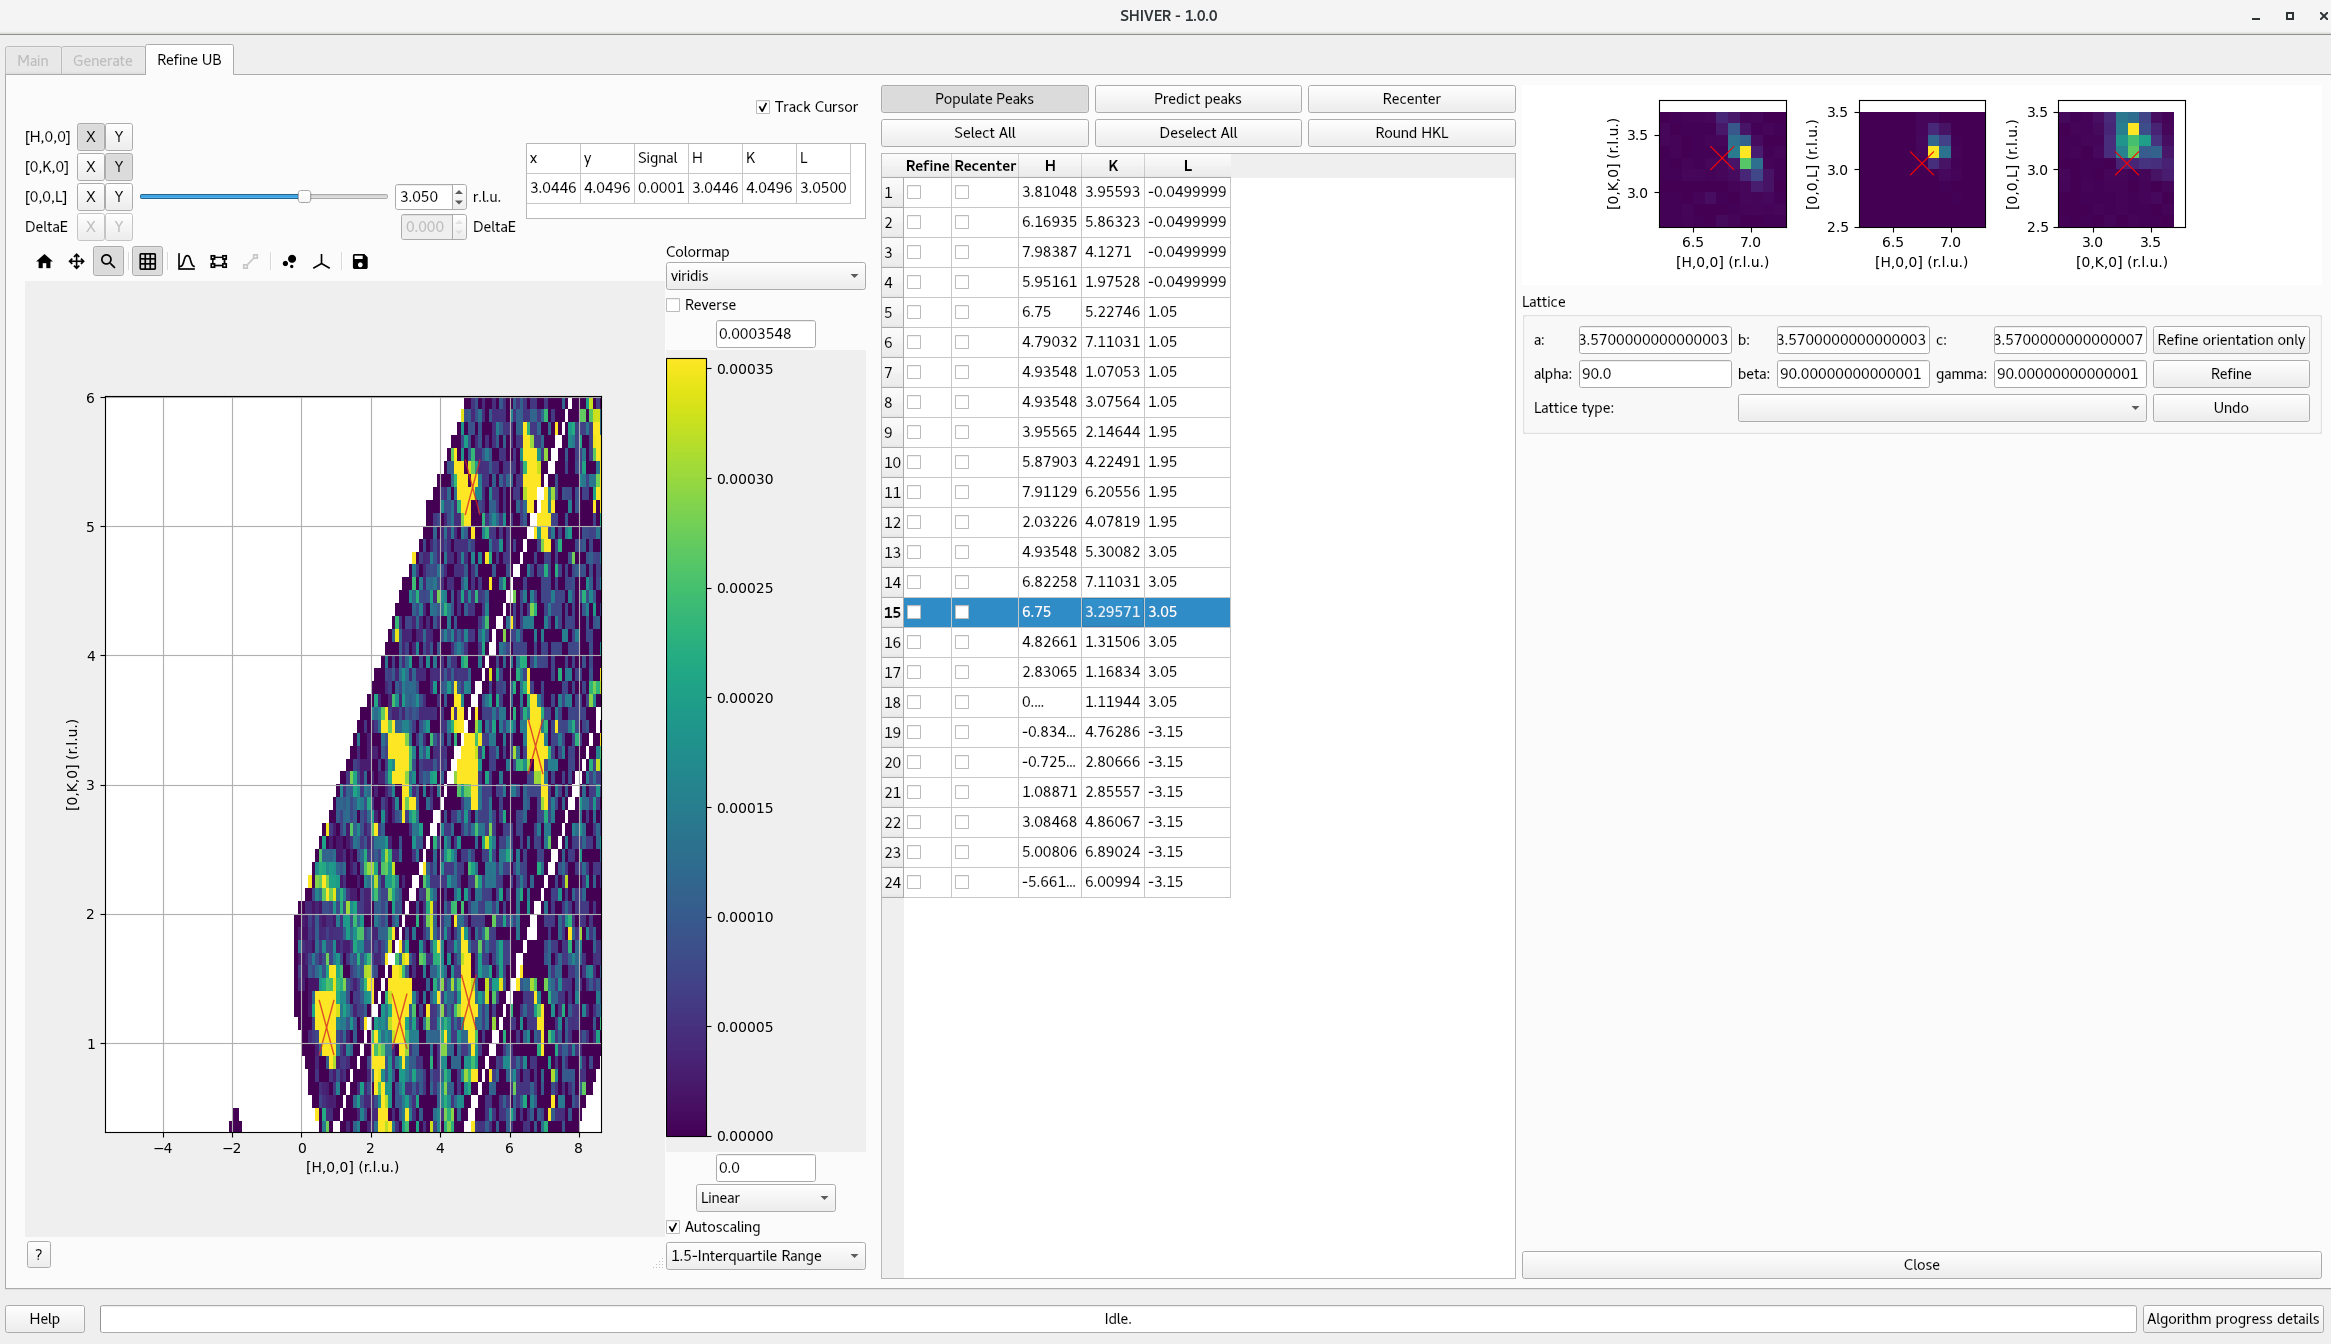 SHIVER - 1.0.0
Main Generate Refine UB
Track Cursor
[H,0,0] X Y
[0,K,0] X Y
[0,0,L] X Y 3.050 r.l.u.
DeltaE X Y 0.000 DeltaE
x y Signal H K L
3.0446 4.0496 0.0001 3.0446 4.0496 3.0500
Colormap
viridis
Reverse
0.0003548
0.00035
0.00030
0.00025
0.00020
0.00015
0.00010
0.00005
0.00000
0.0
Linear
Autoscaling
1.5-Interquartile Range
6
5
4
3
2
1
[0,K,0] (r.l.u.)
−4 −2 0 2 4 6 8
[H,0,0] (r.l.u.)
?
Populate Peaks Predict peaks Recenter
Select All Deselect All Round HKL
Refine Recenter H K L
1 3.81048 3.95593 -0.0499999
2 6.16935 5.86323 -0.0499999
3 7.98387 4.1271 -0.0499999
4 5.95161 1.97528 -0.0499999
5 6.75 5.22746 1.05
6 4.79032 7.11031 1.05
7 4.93548 1.07053 1.05
8 4.93548 3.07564 1.05
9 3.95565 2.14644 1.95
10 5.87903 4.22491 1.95
11 7.91129 6.20556 1.95
12 2.03226 4.07819 1.95
13 4.93548 5.30082 3.05
14 6.82258 7.11031 3.05
15 6.75 3.29571 3.05
16 4.82661 1.31506 3.05
17 2.83065 1.16834 3.05
18 0.... 1.11944 3.05
19 -0.834... 4.76286 -3.15
20 -0.725... 2.80666 -3.15
21 1.08871 2.85557 -3.15
22 3.08468 4.86067 -3.15
23 5.00806 6.89024 -3.15
24 -5.661... 6.00994 -3.15
[0,K,0] (r.l.u.)
3.5
3.0
6.5 7.0
[H,0,0] (r.l.u.)
[0,0,L] (r.l.u.)
3.5
3.0
2.5
6.5 7.0
[H,0,0] (r.l.u.)
[0,0,L] (r.l.u.)
3.5
3.0
2.5
3.0 3.5
[0,K,0] (r.l.u.)
Lattice
a: 3.5700000000000003 b: 3.5700000000000003 c: 3.5700000000000007 Refine orientation only
alpha: 90.0 beta: 90.00000000000001 gamma: 90.00000000000001 Refine
Lattice type: Undo
Close
Help Idle. Algorithm progress details